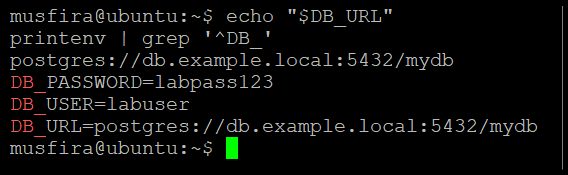 musfira@ubuntu:~$ echo "$DB_URL"
printenv | grep '^DB_'
postgres://db.example.local:5432/mydb
DB_PASSWORD=labpass123
DB_USER=labuser
DB_URL=postgres://db.example.local:5432/mydb
musfira@ubuntu:~$